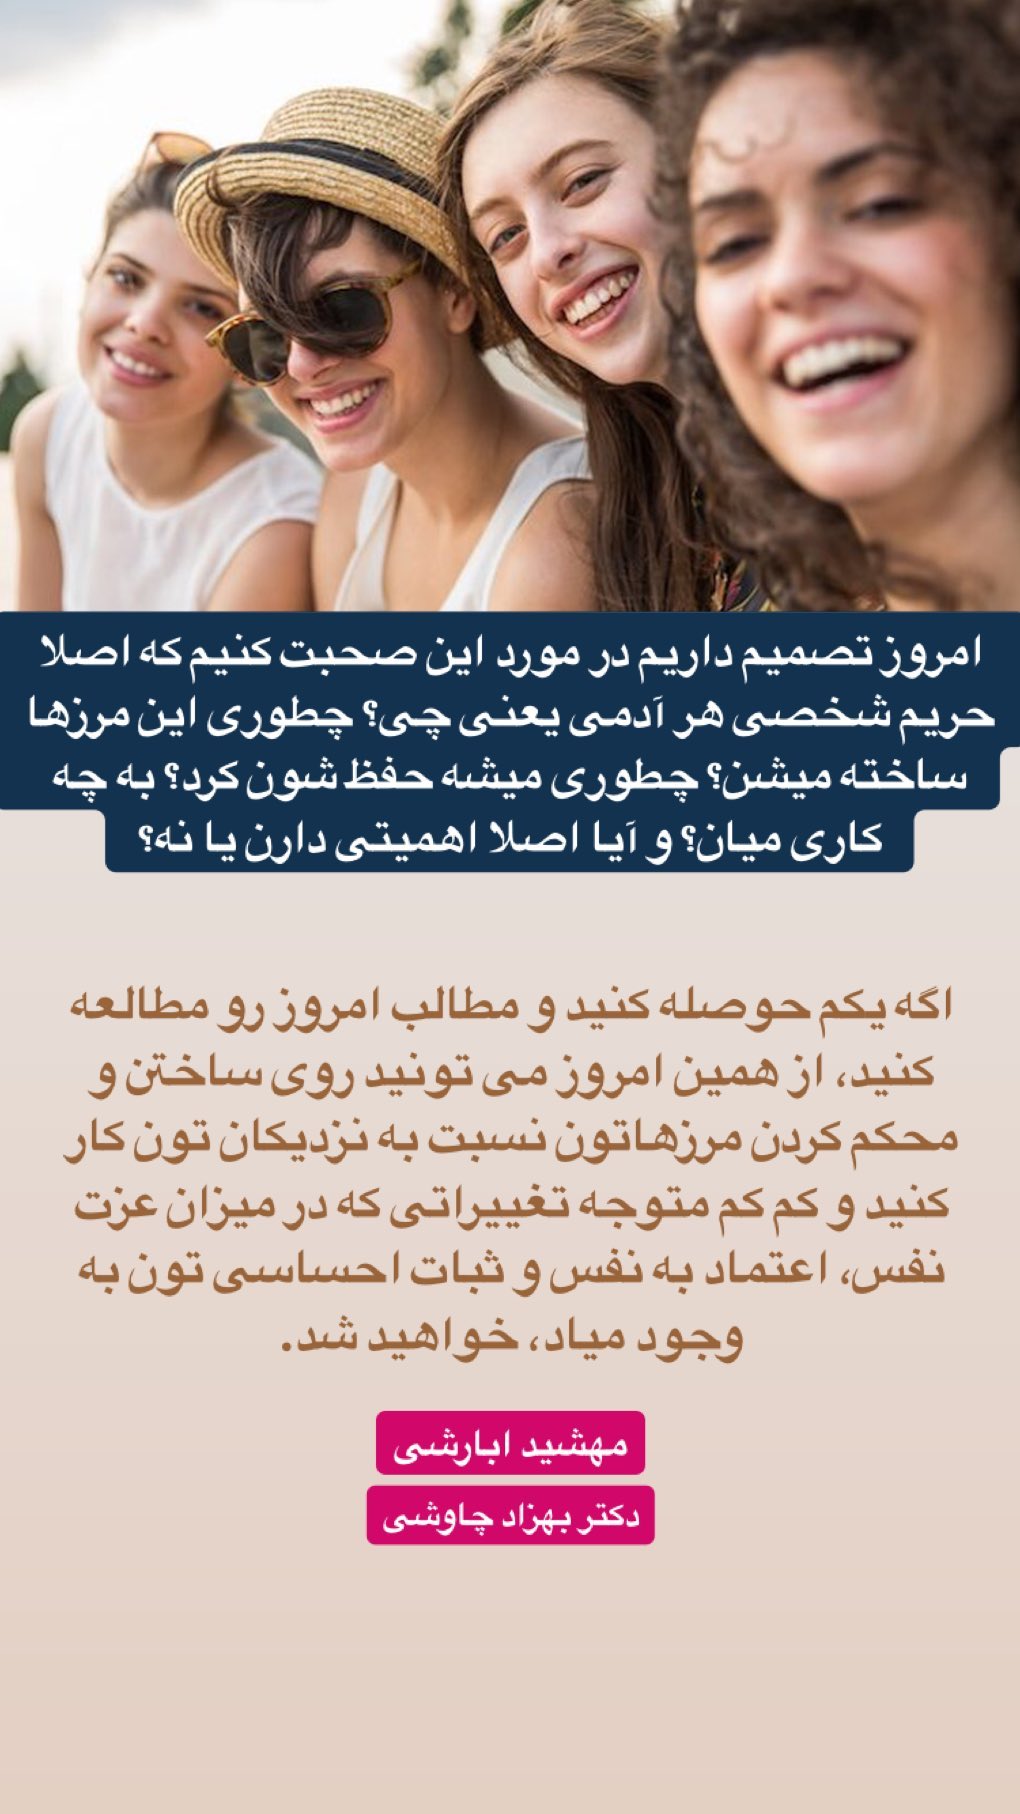 امروز تصمیم داریم در مورد این صحبت کنیم که اصلا
حریم شخصی هر آدمی یعنی چی؟ چطوری این مرزها
ساخته میشن؟ چطوری میشه حفظ شون کرد؟ به چه
کاری میان؟ و آیا اصلا اهمیتی دارن یا نه؟
اگه یکم حوصله کنید و مطالب امروز رو مطالعه
کنید، از همین امروز می تونید روی ساختن و
محکم کردن مرزهاتون نسبت به نزدیکان تون کار
کنید و کم کم متوجه تغییراتی که در میزان عزت
نفس، اعتماد به نفس و ثبات احساسی تون به
وجود میاد، خواهید شد.
مهشید ابارشی
دکتر بهزاد چاوشی